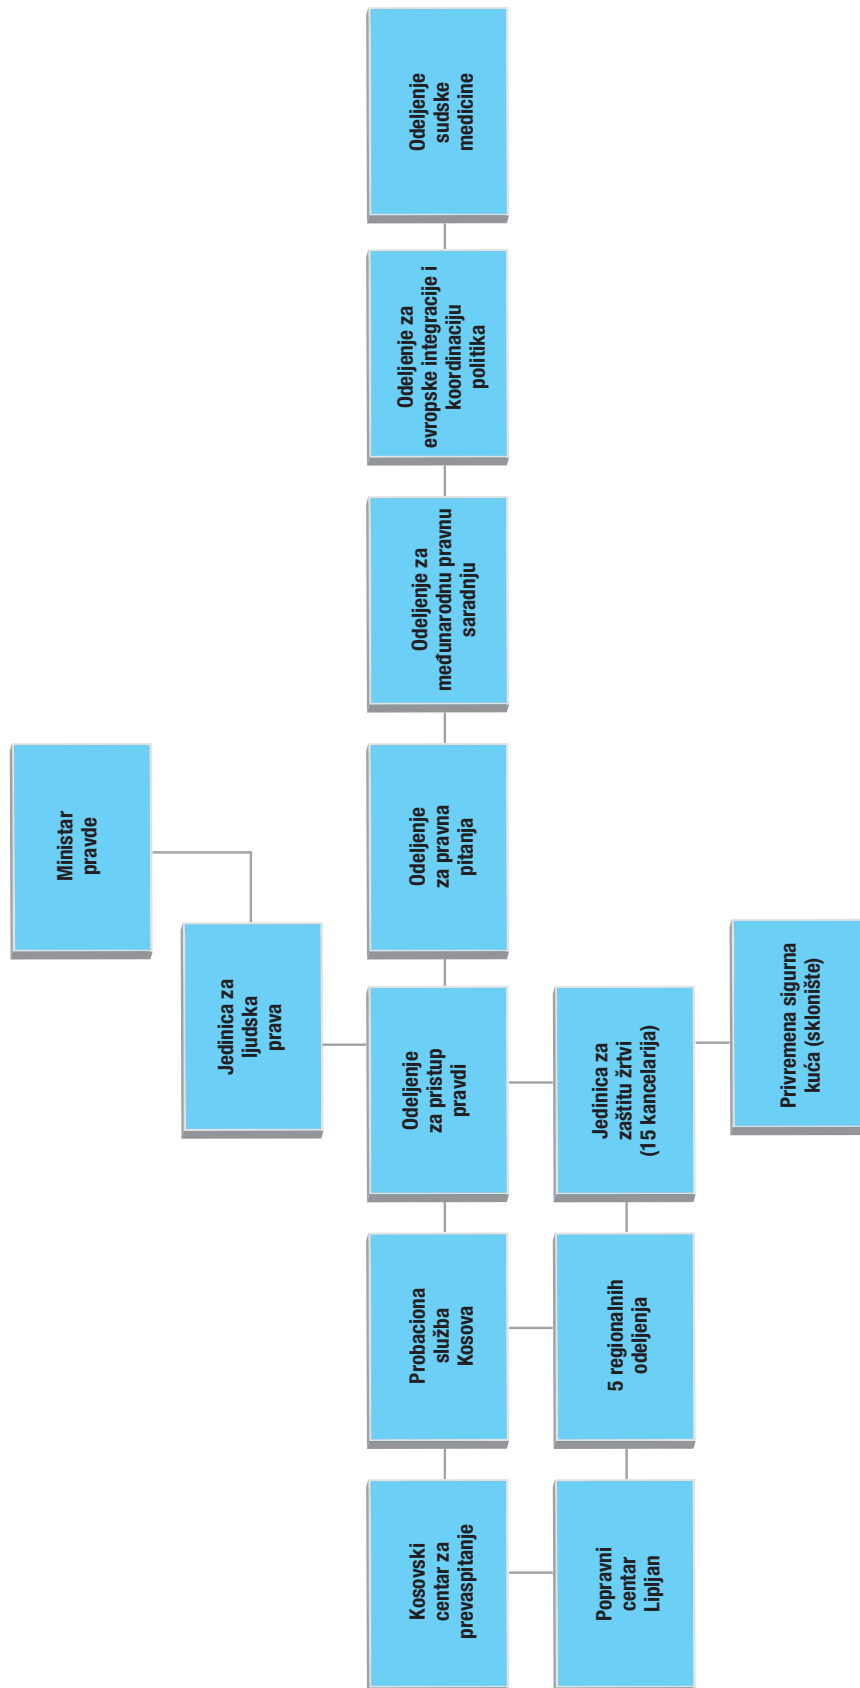 Ministar
pravde
Jedinica za
ljudska
prava
Kosovski
centar za
prevaspitanje
Probaciona
služba
Kosova
Odeljenje
za pristup
pravdi
Odeljenje
za pravna
pitanja
Odeljenje za
međunarodnu pravnu
saradnju
Odeljenje za
evropske integracije i
koordinaciju
politika
Odeljenje
sudske
medicine
Popravni
centar
Lipljan
5 regionalnih
odeljenja
Jedinica za
zaštitu žrtvi
(15 kancelarija)
Privremena sigurna
kuća (sklonište)